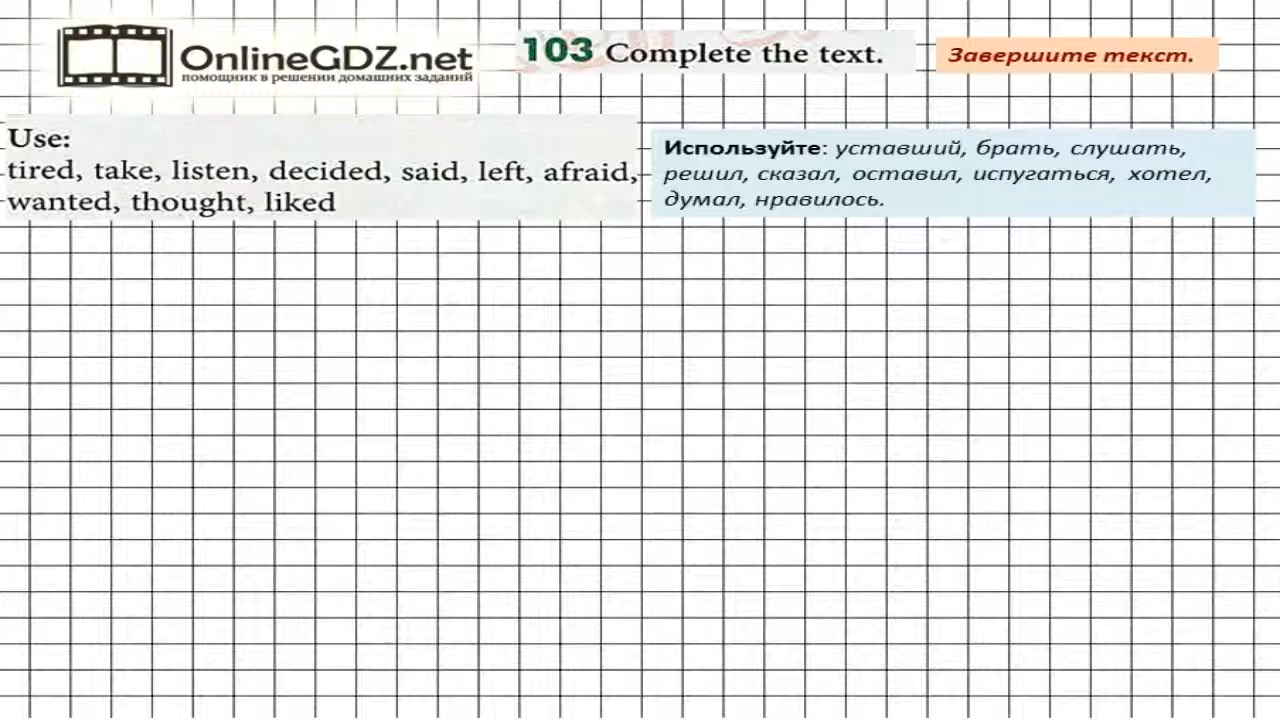 OnlineGDZ.net
помощник в решении домашних заданий
103 Complete the text.
Завершите текст.
Use:
tired, take, listen, decided, said, left, afraid,
wanted, thought, liked
Используйте: уставший, брать, слушать,
решил, сказал, оставил, испугаться, хотел,
думал, нравилось.